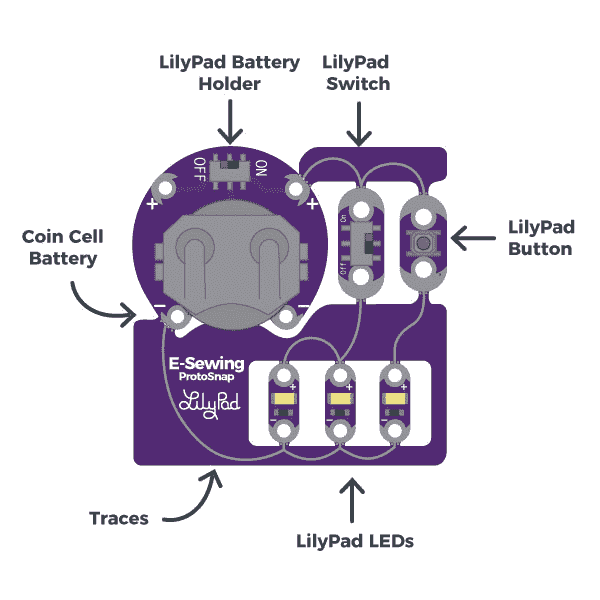 LilyPad Battery
Holder
LilyPad
Switch
OFF
ON
+
+
On
Off
LilyPad
Button
Coin Cell
Battery
−
−
E-Sewing
ProtoSnap
LilyPad
+
+
+
−
−
−
Traces
LilyPad LEDs